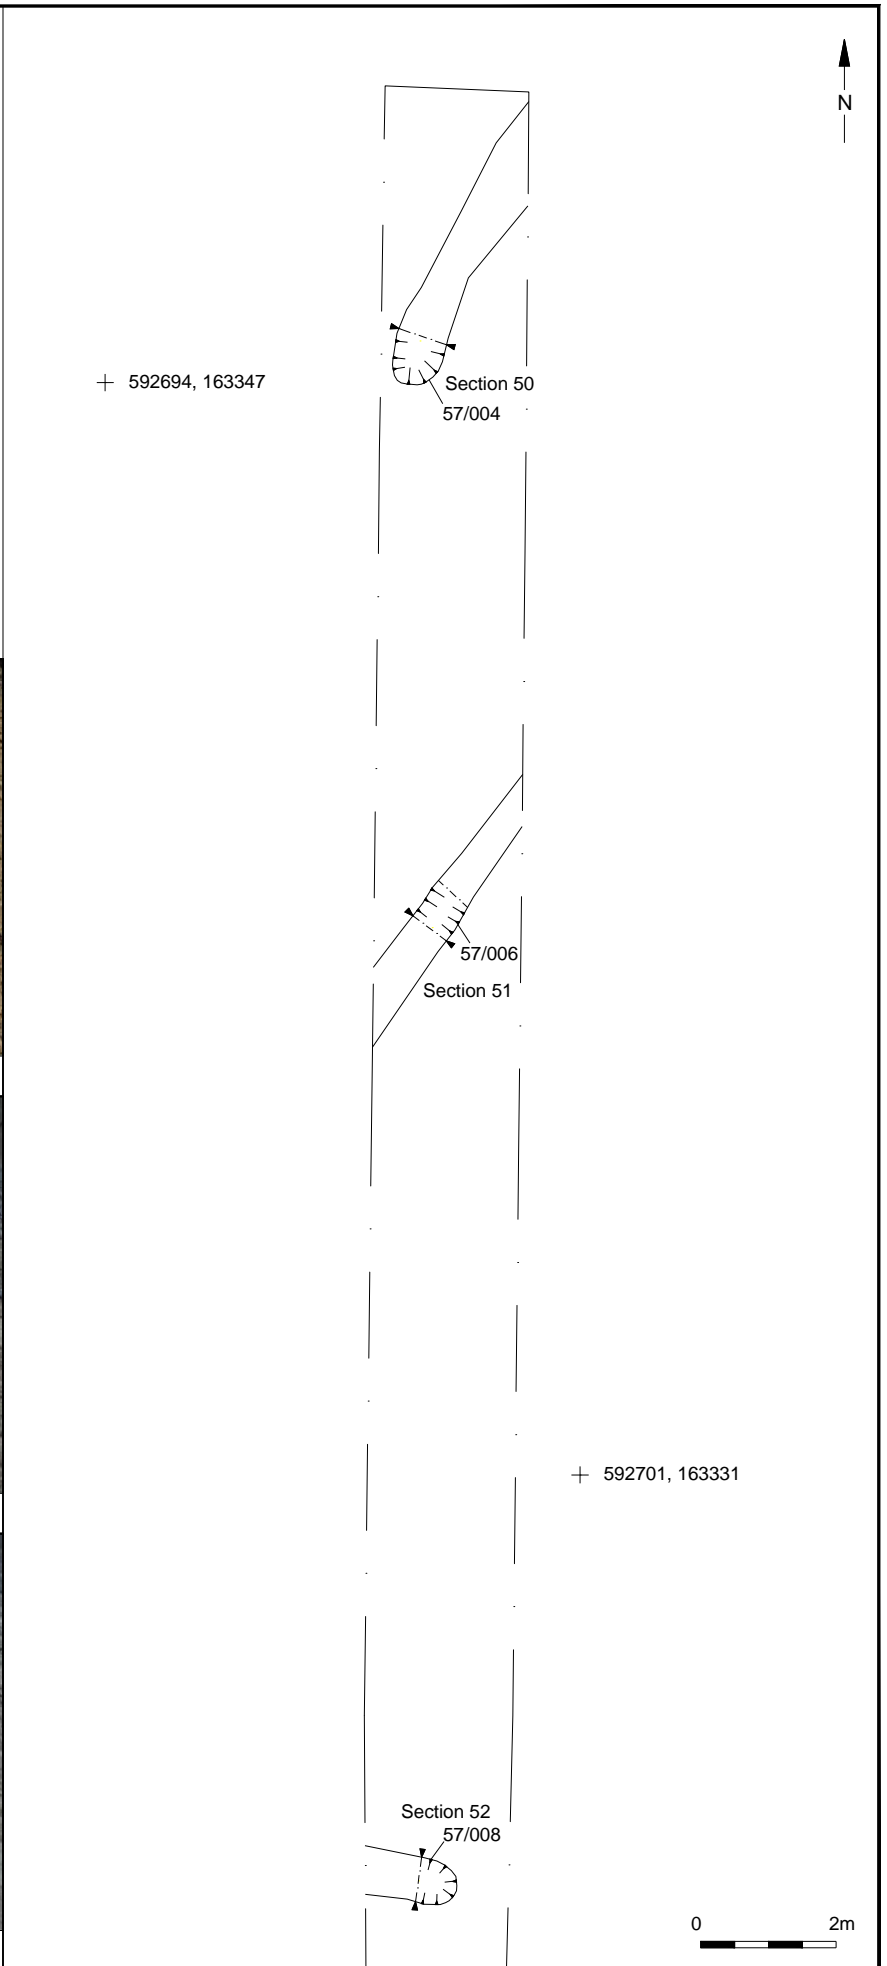 N
592694, 163347
Section 50
57/004
57/006
Section 51
592701, 163331
Section 52
57/008
0 2m